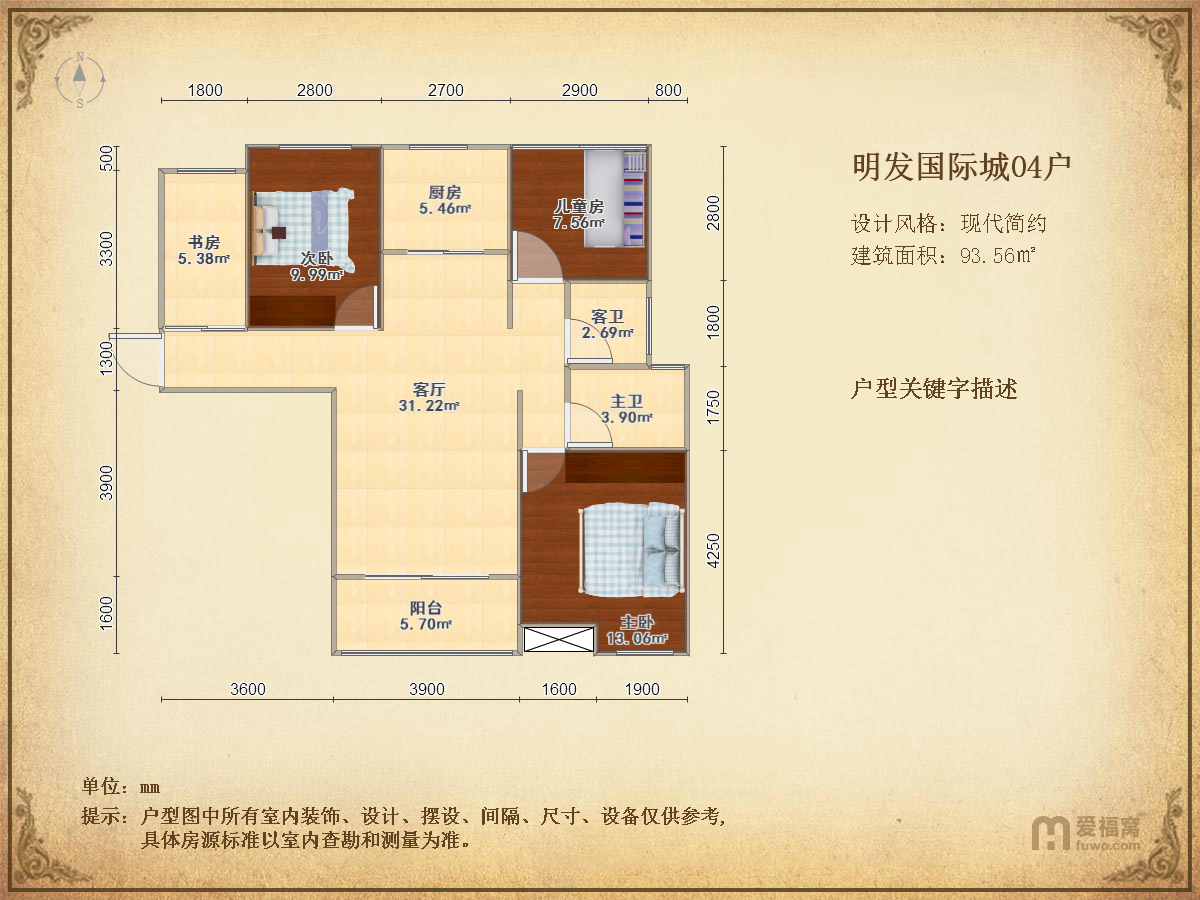 N
S
1800 2800 2700 2900 800
500
3300
1300
3900
1600
2800
1800
1750
4250
3600 3900 1600 1900
书房
5.38㎡
次卧
9.99㎡
厨房
5.46㎡
儿童房
7.56㎡
客卫
2.69㎡
客厅
31.22㎡
主卫
3.90㎡
阳台
5.70㎡
主卧
13.06㎡
明发国际城04户
设计风格：现代简约
建筑面积：93.56㎡
户型关键字描述
单位：mm
提示：户型图中所有室内装饰、设计、摆设、间隔、尺寸、设备仅供参考,
具体房源标准以室内查勘和测量为准。
爱福窝
fuwo.com